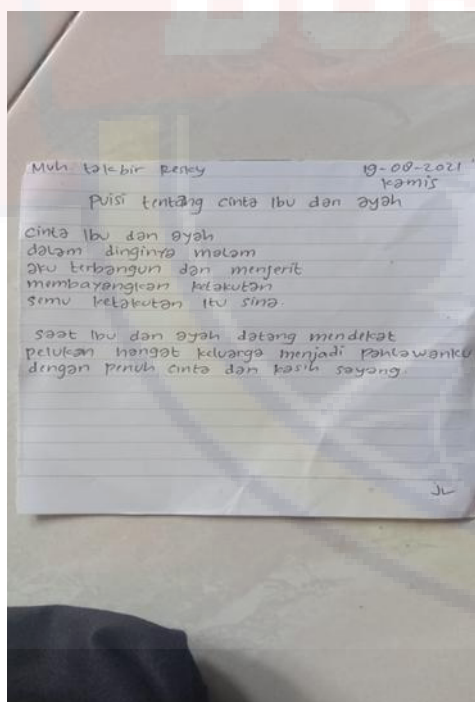 Muh. takbir Resky 19-08-2021
kamis
Puisi tentang cinta Ibu dan ayah
cinta Ibu dan ayah
dalam dinginya malam
aku terbangun dan menjerit
membayangkan ketakutan
semu ketakutan itu sina.
saat Ibu dan ayah datang mendekat
pelukan hangat keluarga menjadi pahlawanku
dengan penuh cinta dan kasih sayang.